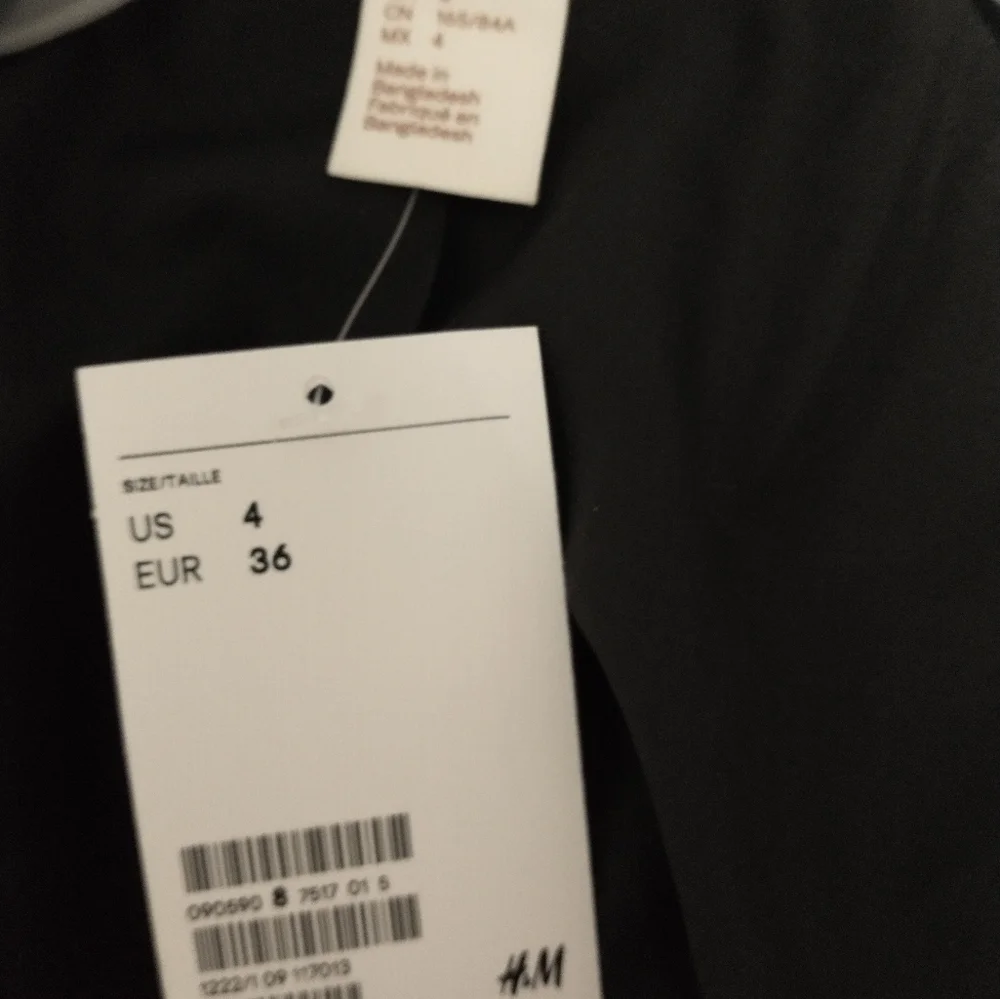 CN 165/84A
MX 4
Made in
Bangladesh
Fabriqué en
Bangladesh
SIZE/TAILLE
US 4
EUR 36
090590 8 7517 01 5
1222/1 09 117013
H&M